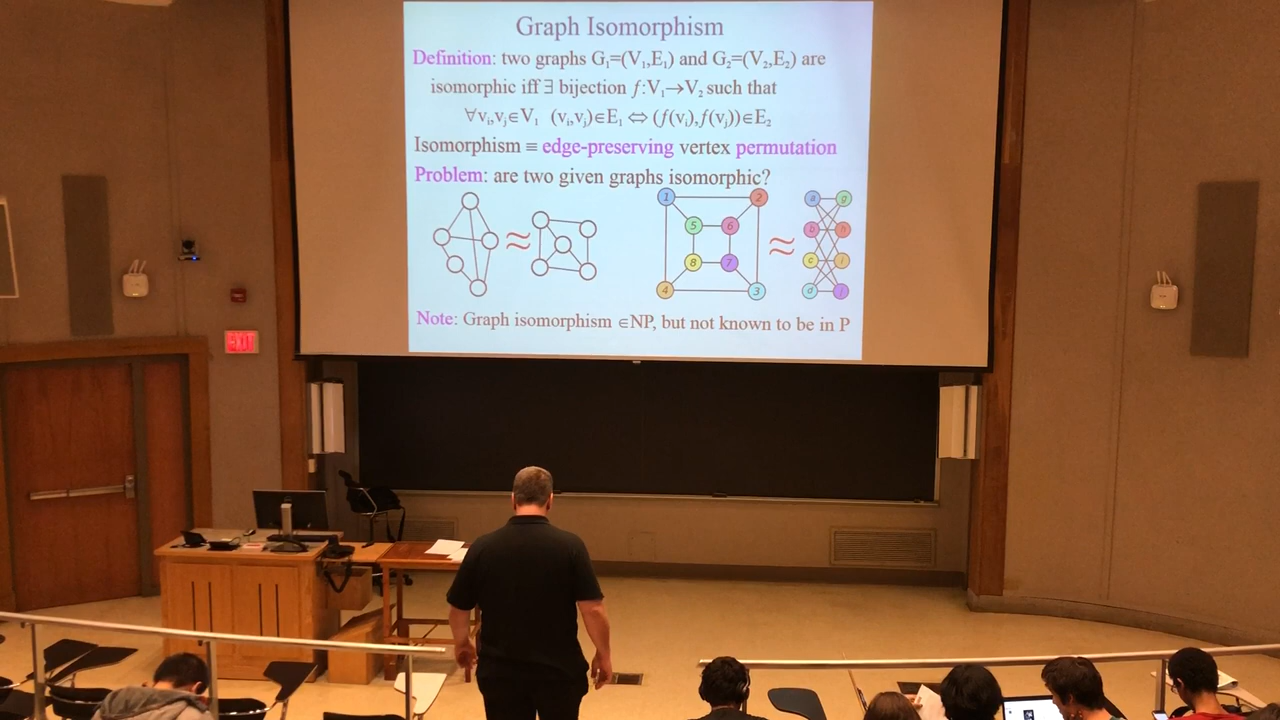 Graph Isomorphism
Definition: two graphs G₁=(V₁,E₁) and G₂=(V₂,E₂) are
isomorphic iff ∃ bijection f:V₁→V₂ such that
∀vᵢ,vⱼ∈V₁ (vᵢ,vⱼ)∈E₁ ⇔ (f(vᵢ),f(vⱼ))∈E₂
Isomorphism ≡ edge-preserving vertex permutation
Problem: are two given graphs isomorphic?
1 2
5 6
8 7
4 3
≈
≈
a g
b h
c i
d j
Note: Graph isomorphism ∈NP, but not known to be in P
EXIT